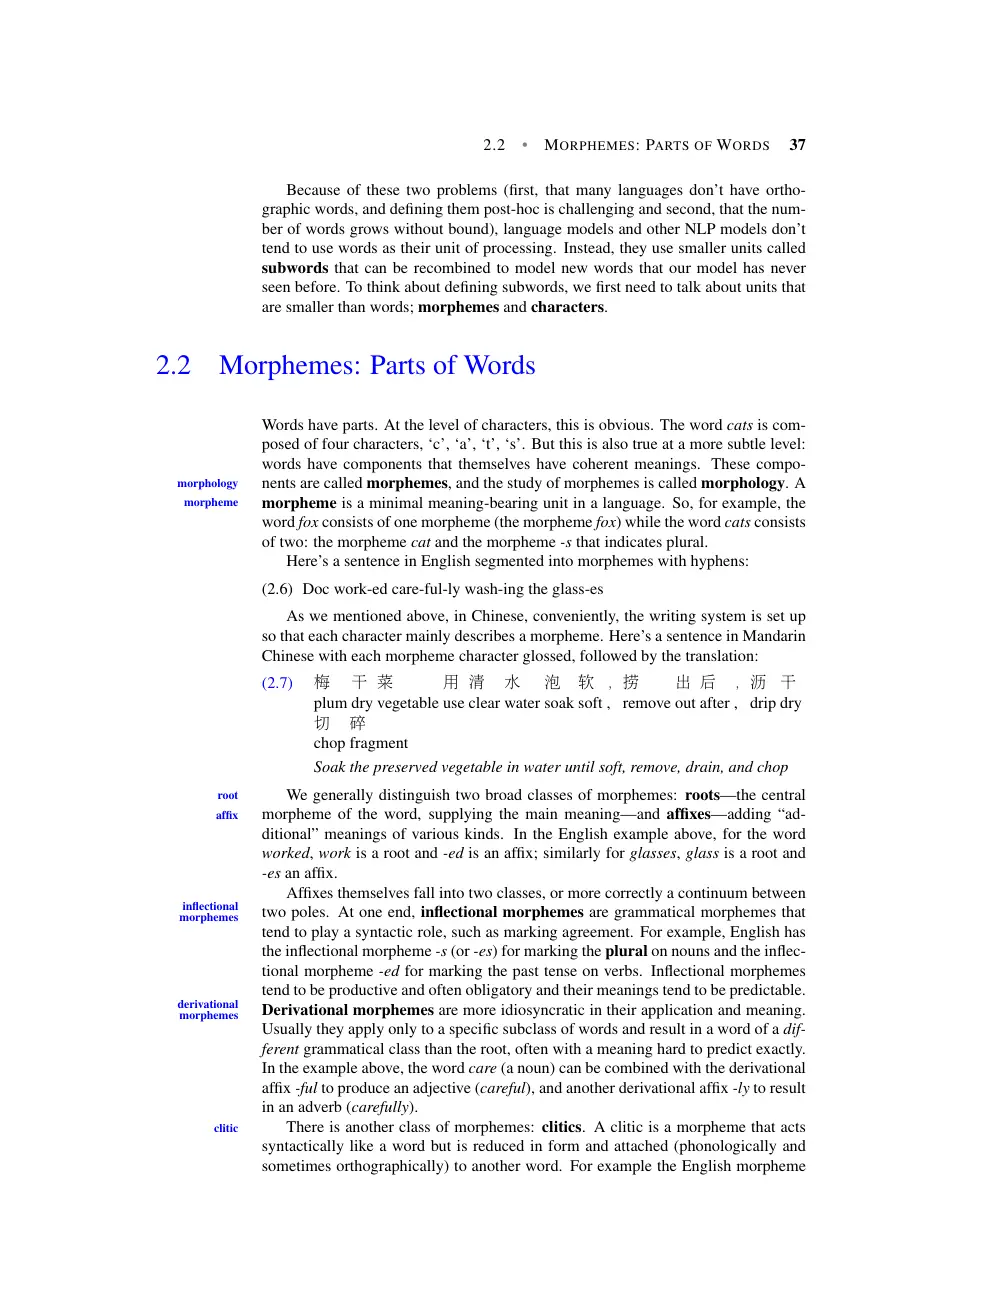 2.2 • MORPHEMES: PARTS OF WORDS 37
Because of these two problems (first, that many languages don’t have ortho-
graphic words, and defining them post-hoc is challenging and second, that the num-
ber of words grows without bound), language models and other NLP models don’t
tend to use words as their unit of processing. Instead, they use smaller units called
subwords that can be recombined to model new words that our model has never
seen before. To think about defining subwords, we first need to talk about units that
are smaller than words; morphemes and characters.
2.2 Morphemes: Parts of Words
Words have parts. At the level of characters, this is obvious. The word cats is com-
posed of four characters, ‘c’, ‘a’, ‘t’, ‘s’. But this is also true at a more subtle level:
words have components that themselves have coherent meanings. These compo-
morphology
nents are called morphemes, and the study of morphemes is called morphology. A
morpheme
morpheme is a minimal meaning-bearing unit in a language. So, for example, the
word fox consists of one morpheme (the morpheme fox) while the word cats consists
of two: the morpheme cat and the morpheme -s that indicates plural.
Here’s a sentence in English segmented into morphemes with hyphens:
(2.6) Doc work-ed care-ful-ly wash-ing the glass-es
As we mentioned above, in Chinese, conveniently, the writing system is set up
so that each character mainly describes a morpheme. Here’s a sentence in Mandarin
Chinese with each morpheme character glossed, followed by the translation:
(2.7) 梅 干 菜 用 清 水 泡 软 , 捞 出 后 , 沥 干
plum dry vegetable use clear water soak soft , remove out after , drip dry
切 碎
chop fragment
Soak the preserved vegetable in water until soft, remove, drain, and chop
root
We generally distinguish two broad classes of morphemes: roots—the central
affix
morpheme of the word, supplying the main meaning—and affixes—adding “ad-
ditional” meanings of various kinds. In the English example above, for the word
worked, work is a root and -ed is an affix; similarly for glasses, glass is a root and
-es an affix.
Affixes themselves fall into two classes, or more correctly a continuum between
inflectional
morphemes
two poles. At one end, inflectional morphemes are grammatical morphemes that
tend to play a syntactic role, such as marking agreement. For example, English has
the inflectional morpheme -s (or -es) for marking the plural on nouns and the inflec-
tional morpheme -ed for marking the past tense on verbs. Inflectional morphemes
tend to be productive and often obligatory and their meanings tend to be predictable.
derivational
morphemes
Derivational morphemes are more idiosyncratic in their application and meaning.
Usually they apply only to a specific subclass of words and result in a word of a dif-
ferent grammatical class than the root, often with a meaning hard to predict exactly.
In the example above, the word care (a noun) can be combined with the derivational
affix -ful to produce an adjective (careful), and another derivational affix -ly to result
in an adverb (carefully).
clitic
There is another class of morphemes: clitics. A clitic is a morpheme that acts
syntactically like a word but is reduced in form and attached (phonologically and
sometimes orthographically) to another word. For example the English morpheme